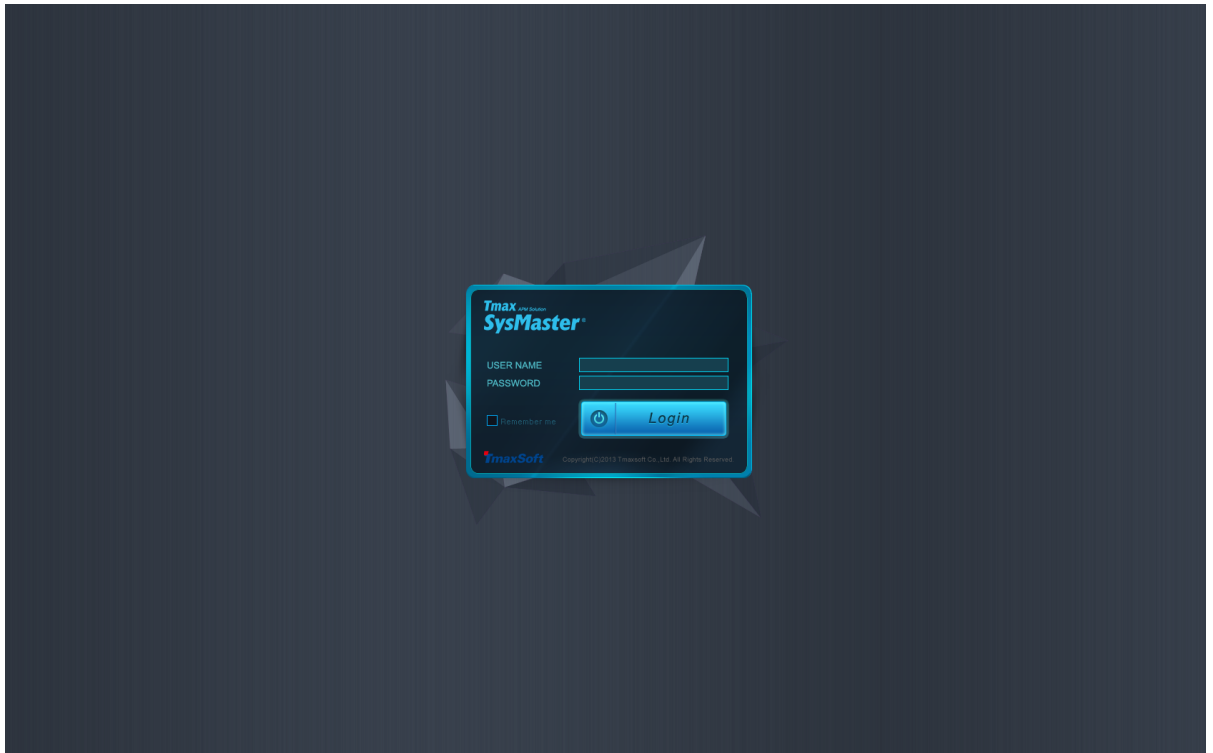 Tmax APM Solution
SysMaster®
USER NAME
PASSWORD
Remember me
Login
TmaxSoft
Copyright(C)2013 Tmaxsoft Co.,Ltd. All Rights Reserved.